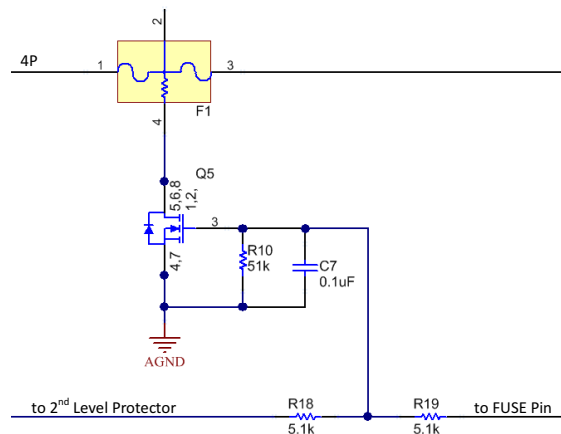 2
4P
1
3
F1
4
Q5
5,6,8
1,2,
3
R10
51k
C7
0.1uF
4,7
AGND
R18
R19
to 2nd Level Protector
to FUSE Pin
5.1k
5.1k